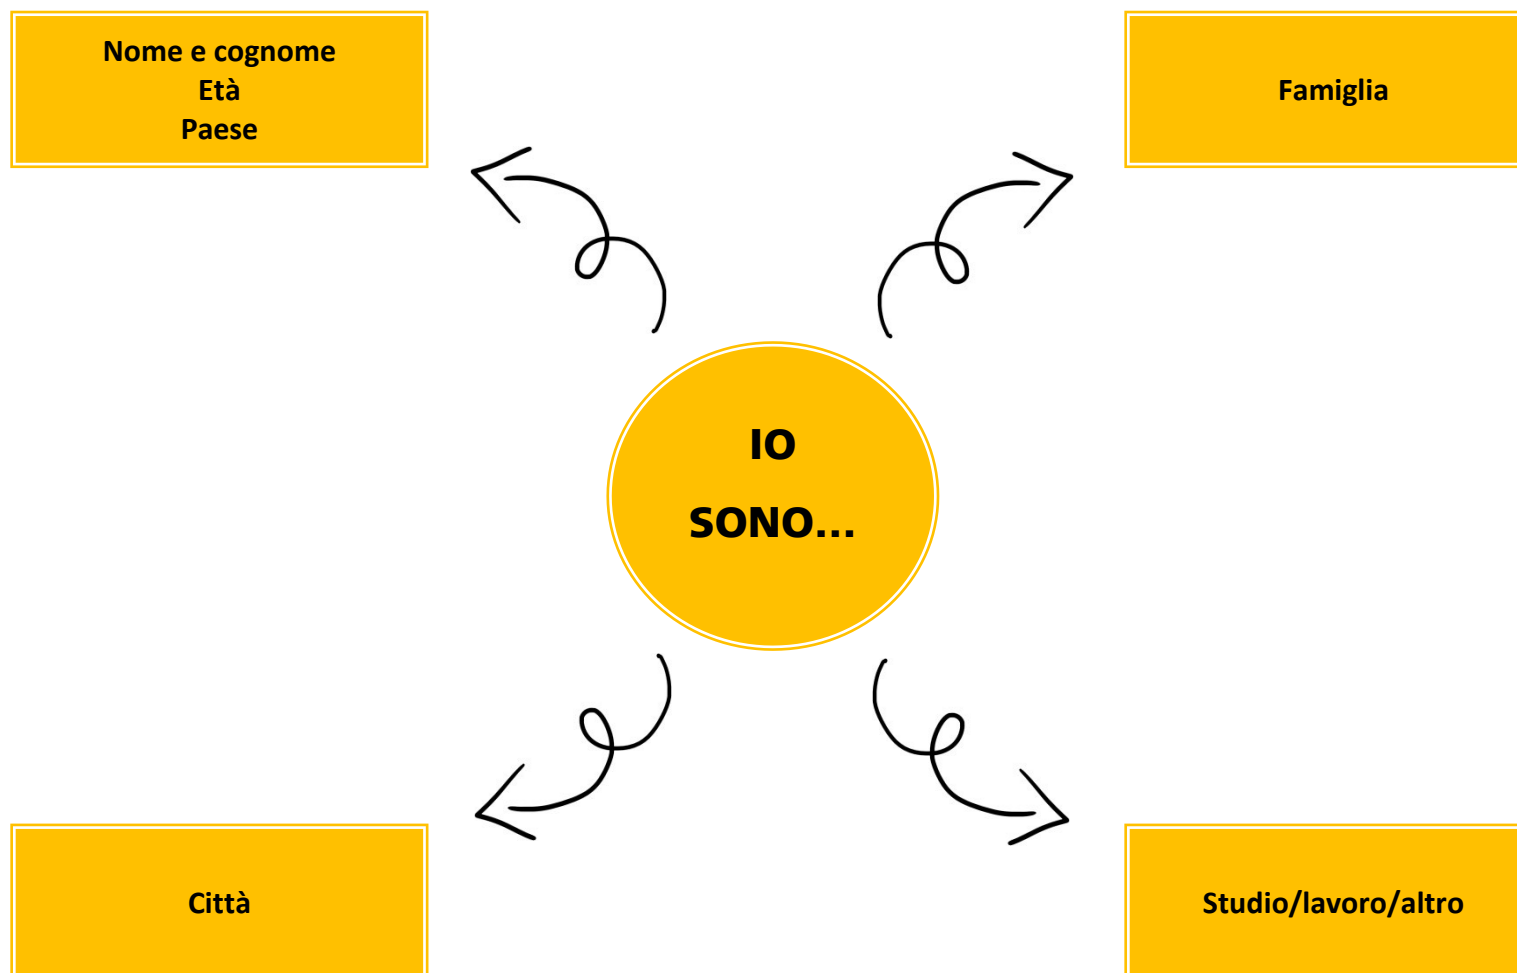 Nome e cognome
Età
Paese
Famiglia
IO
SONO...
Città
Studio/lavoro/altro